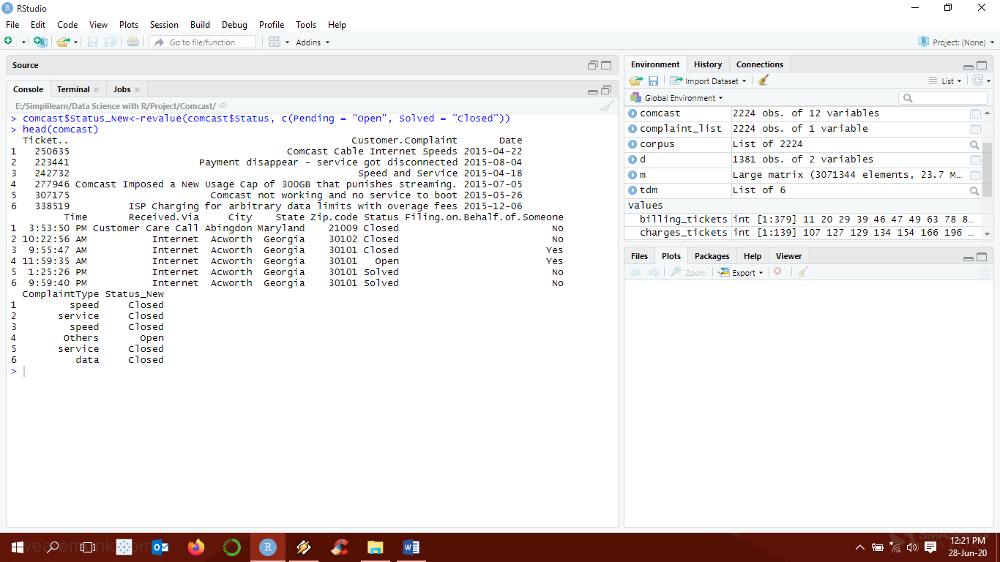 RStudio
File Edit Code View Plots Session Build Debug Profile Tools Help
Go to file/function Addins Project: (None)
Source
Console Terminal Jobs
E:/Simplilearn/Data Science with R/Project/Comcast/
> comcast$Status_New<-revalue(comcast$Status, c(Pending = "Open", Solved = "Closed"))
> head(comcast)
  Ticket.. Customer.Complaint Date
1 250635 Comcast Cable Internet Speeds 2015-04-22
2 223441 Payment disappear - service got disconnected 2015-08-04
3 242732 Speed and Service 2015-04-18
4 277946 Comcast Imposed a New Usage Cap of 300GB that punishes streaming. 2015-07-05
5 307175 Comcast not working and no service to boot 2015-05-26
6 338519 ISP Charging for arbitrary data limits with overage fees 2015-12-06
  Time Received.Via City State Zip.code Status Filing.on.Behalf.of.Someone
1 3:53:50 PM Customer Care Call Abingdon Maryland 21009 Closed No
2 10:22:56 AM Internet Acworth Georgia 30102 Closed No
3 9:55:47 AM Internet Acworth Georgia 30101 Closed Yes
4 11:59:35 AM Internet Acworth Georgia 30101 Open Yes
5 1:25:26 PM Internet Acworth Georgia 30101 Solved No
6 9:59:40 PM Internet Acworth Georgia 30101 Solved No
  ComplaintType Status_New
1 speed Closed
2 service Closed
3 speed Closed
4 Others Open
5 service Closed
6 data Closed
>
Environment History Connections
Import Dataset List
Global Environment
comcast 2224 obs. of 12 variables
complaint_list 2224 obs. of 1 variable
corpus List of 2224
d 1381 obs. of 2 variables
m Large matrix (3071344 elements, 23.7 M...
tdm List of 6
Values
billing_tickets int [1:379] 11 20 29 39 46 47 49 63 78 8...
charges_tickets int [1:139] 107 127 129 134 154 166 196 ...
Files Plots Packages Help Viewer
Zoom Export
12:21 PM
28-Jun-20